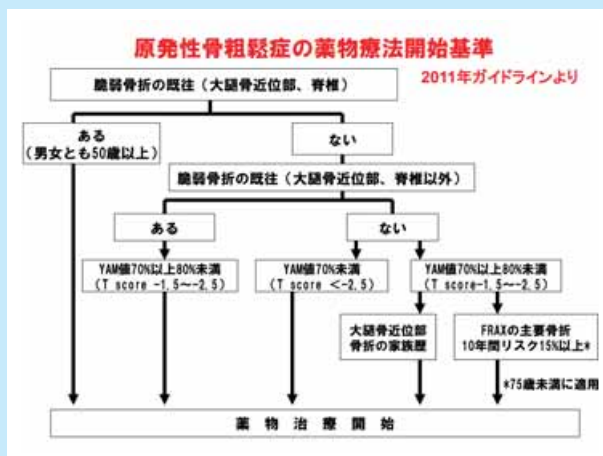 原発性骨粗鬆症の薬物療法開始基準
2011年ガイドラインより
脆弱骨折の既往（大腿骨近位部、脊椎）
ある
（男女とも50歳以上）
ない
脆弱骨折の既往（大腿骨近位部、脊椎以外）
ある
ない
YAM値70%以上80%未満
（T score -1.5～-2.5）
YAM値70%未満
（T score <-2.5）
YAM値70%以上80%未満
（T score-1.5～-2.5）
大腿骨近位部
骨折の家族歴
FRAXの主要骨折
10年間リスク15%以上*
*75歳未満に適用
薬物治療開始